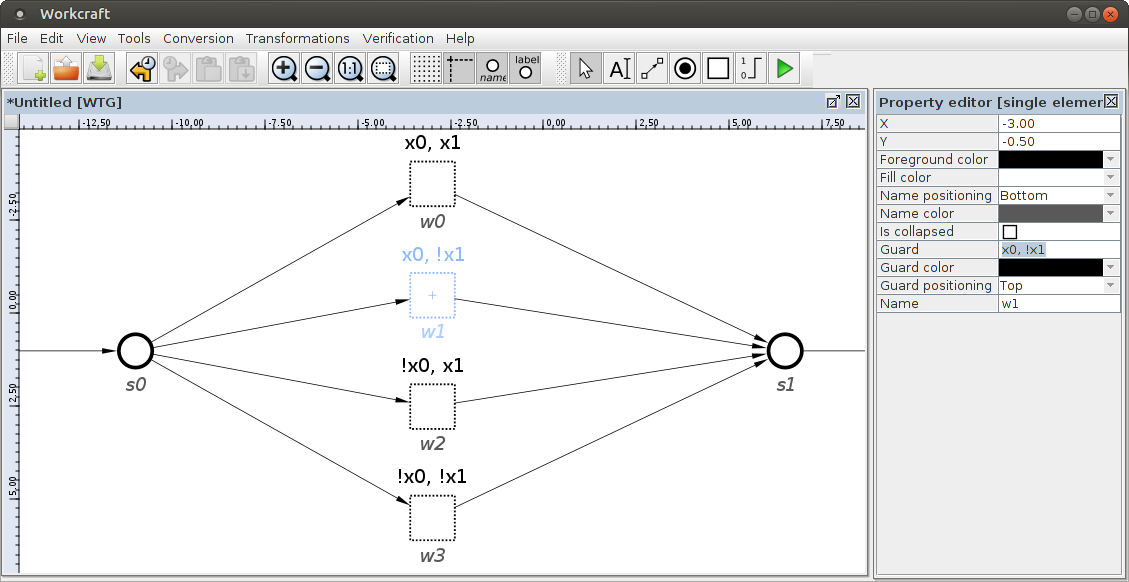 Workcraft
File Edit View Tools Conversion Transformations Verification Help
name label 1:1 AI 1 0
*Untitled [WTG]
-12,50 -10,00 -7,50 -5,00 -2,50 0,00 2,50 5,00 7,50
-2,50
0,00
2,50
5,00
x0, x1
w0
x0, !x1
w1
s0
s1
!x0, x1
w2
!x0, !x1
w3
Property editor [single elemer
X -3.00
Y -0.50
Foreground color
Fill color
Name positioning Bottom
Name color
Is collapsed
Guard x0, !x1
Guard color
Guard positioning Top
Name w1